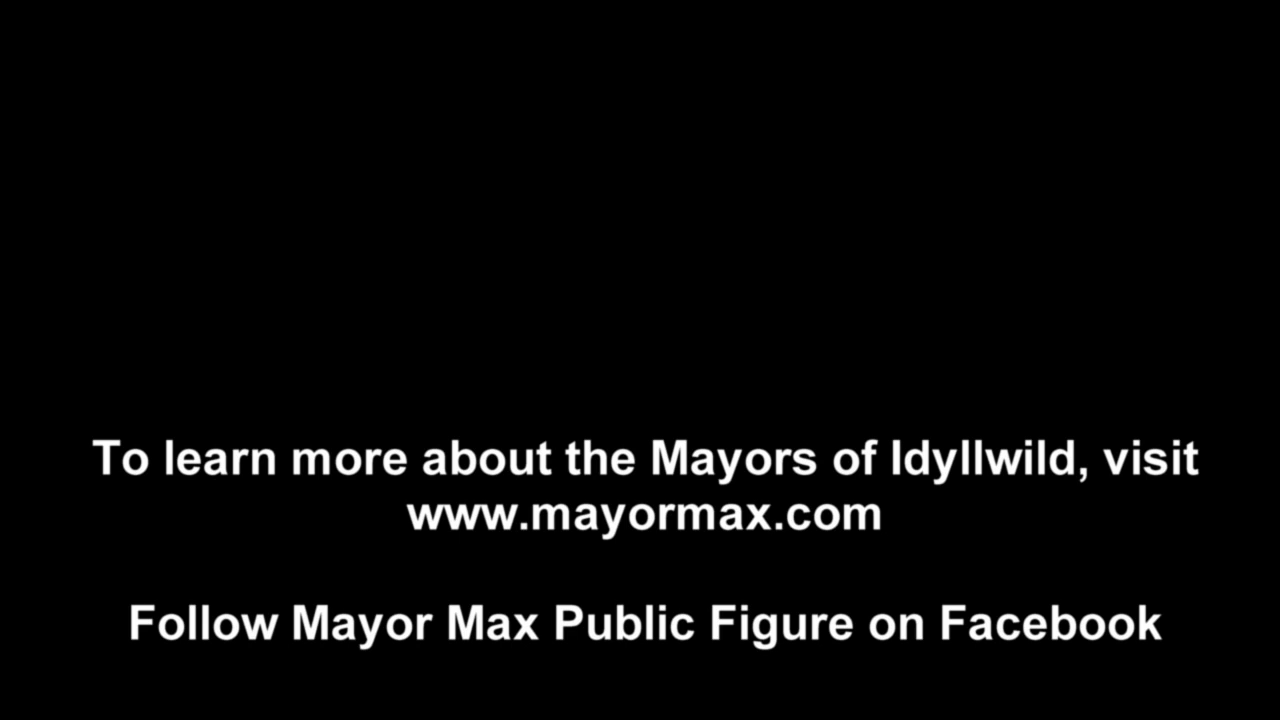 To learn more about the Mayors of Idyllwild, visit
www.mayormax.com
Follow Mayor Max Public Figure on Facebook